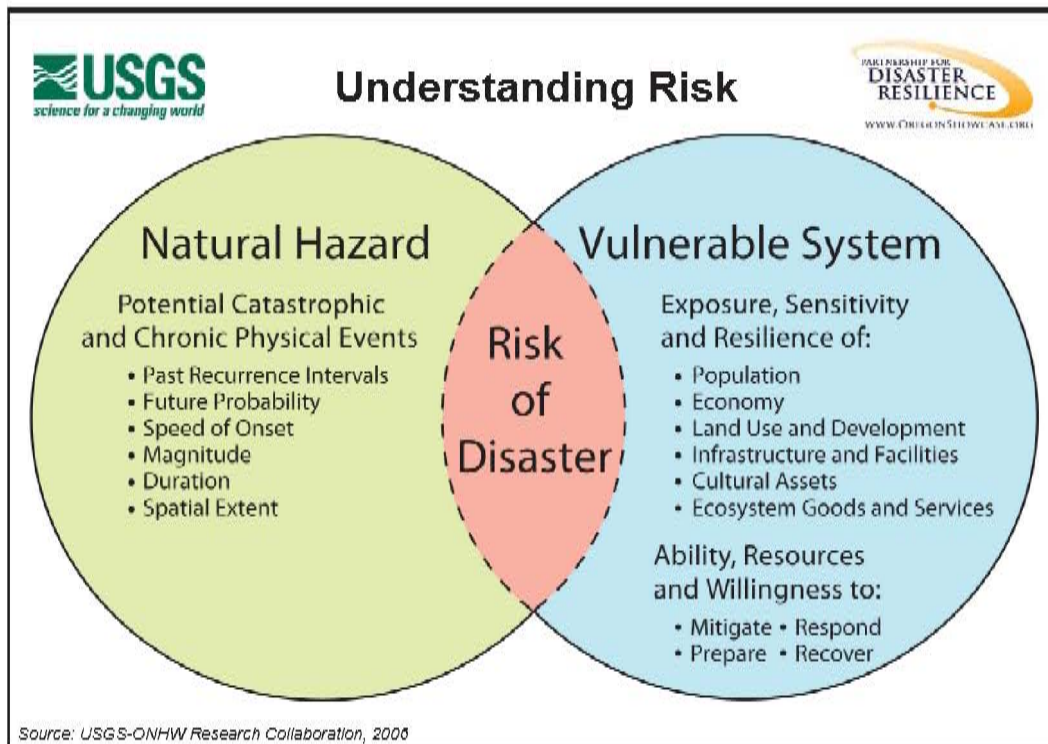 USGS
science for a changing world
Understanding Risk
PARTNERSHIP FOR
DISASTER
RESILIENCE
WWW.OREGONSHOWCASE.ORG
Natural Hazard
Potential Catastrophic
and Chronic Physical Events
• Past Recurrence Intervals
• Future Probability
• Speed of Onset
• Magnitude
• Duration
• Spatial Extent
Risk
of
Disaster
Vulnerable System
Exposure, Sensitivity
and Resilience of:
• Population
• Economy
• Land Use and Development
• Infrastructure and Facilities
• Cultural Assets
• Ecosystem Goods and Services
Ability, Resources
and Willingness to:
• Mitigate • Respond
• Prepare • Recover
Source: USGS-ONHW Research Collaboration, 2006